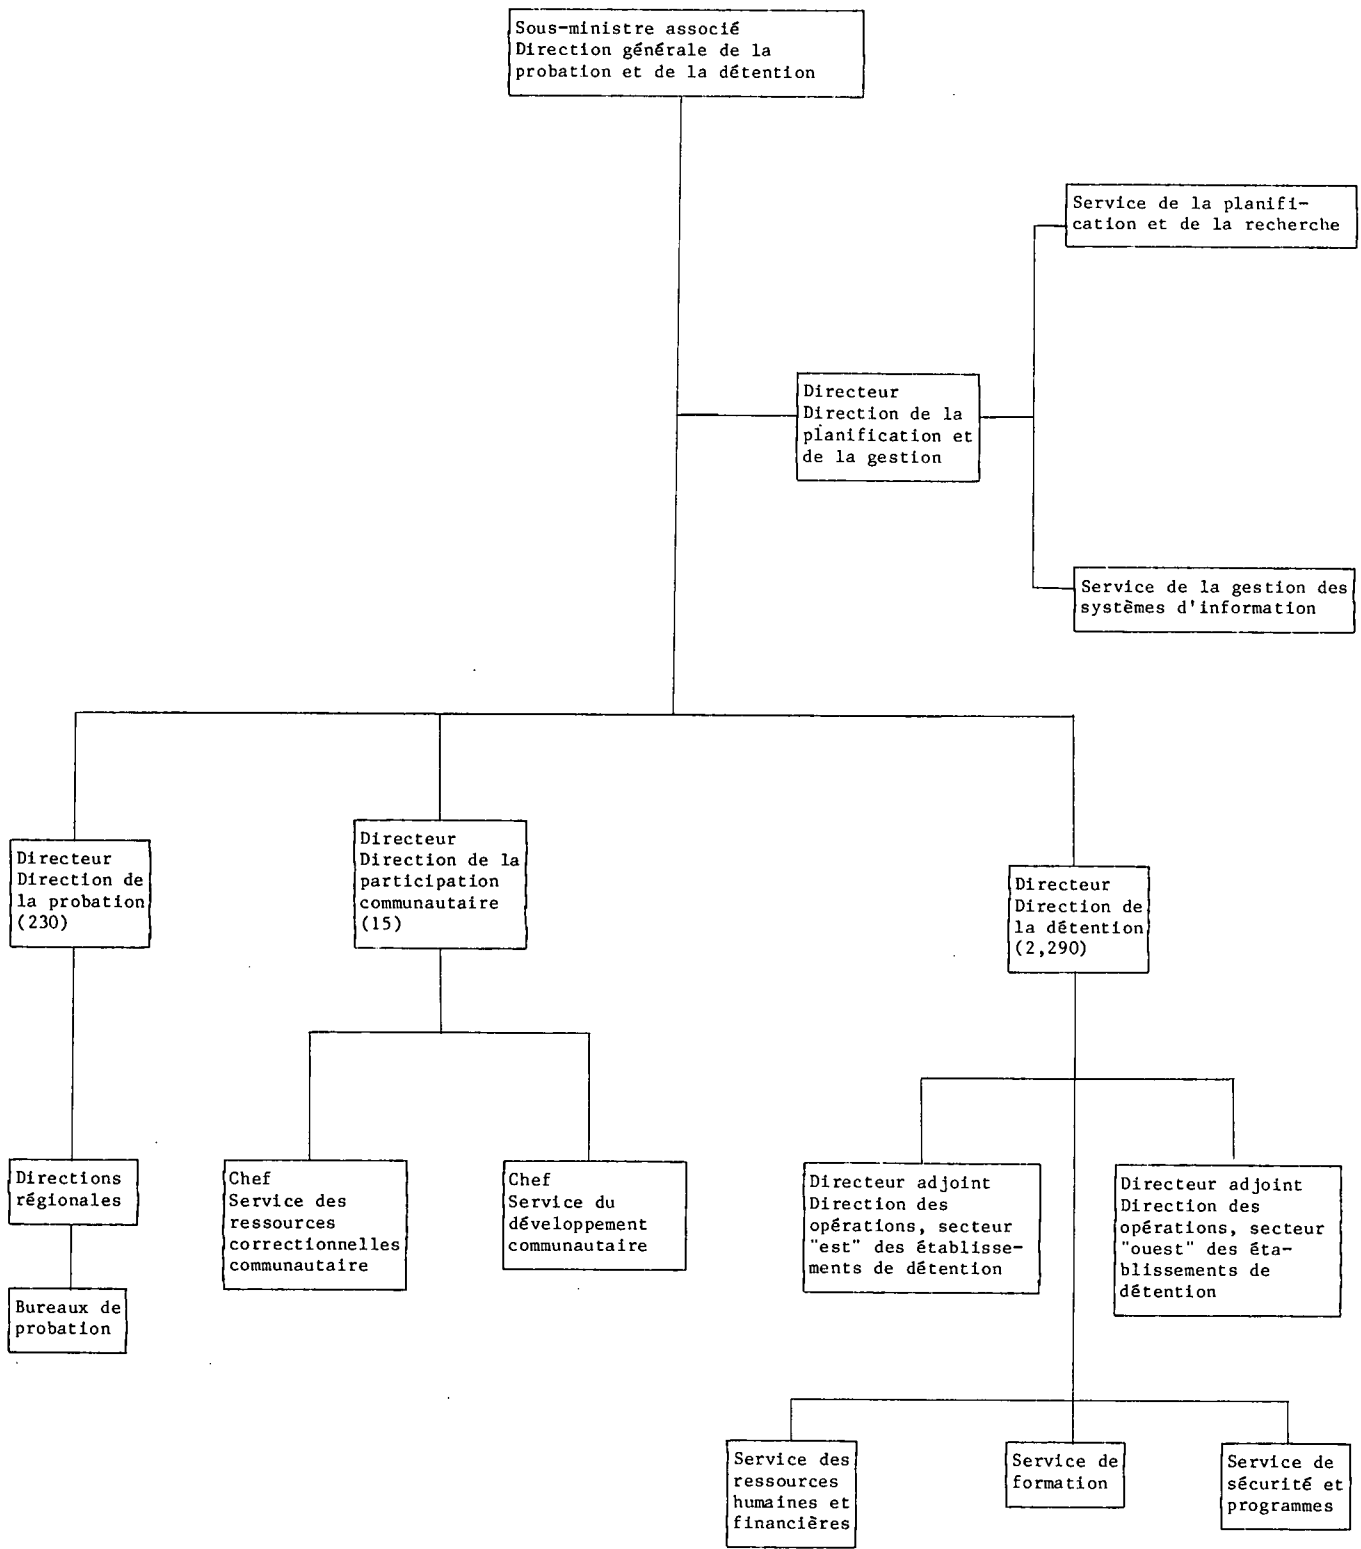 Sous-ministre associé
Direction générale de la
probation et de la détention
Service de la planifi-
cation et de la recherche
Directeur
Direction de la
planification et
de la gestion
Service de la gestion des
systèmes d'information
Directeur
Direction de
la probation
(230)
Directeur
Direction de la
participation
communautaire
(15)
Directeur
Direction de
la détention
(2,290)
Directions
régionales
Bureaux de
probation
Chef
Service des
ressources
correctionnelles
communautaire
Chef
Service du
développement
communautaire
Directeur adjoint
Direction des
opérations, secteur
"est" des établisse-
ments de détention
Directeur adjoint
Direction des
opérations, secteur
"ouest" des éta-
blissements de
détention
Service des
ressources
humaines et
financières
Service de
formation
Service de
sécurité et
programmes